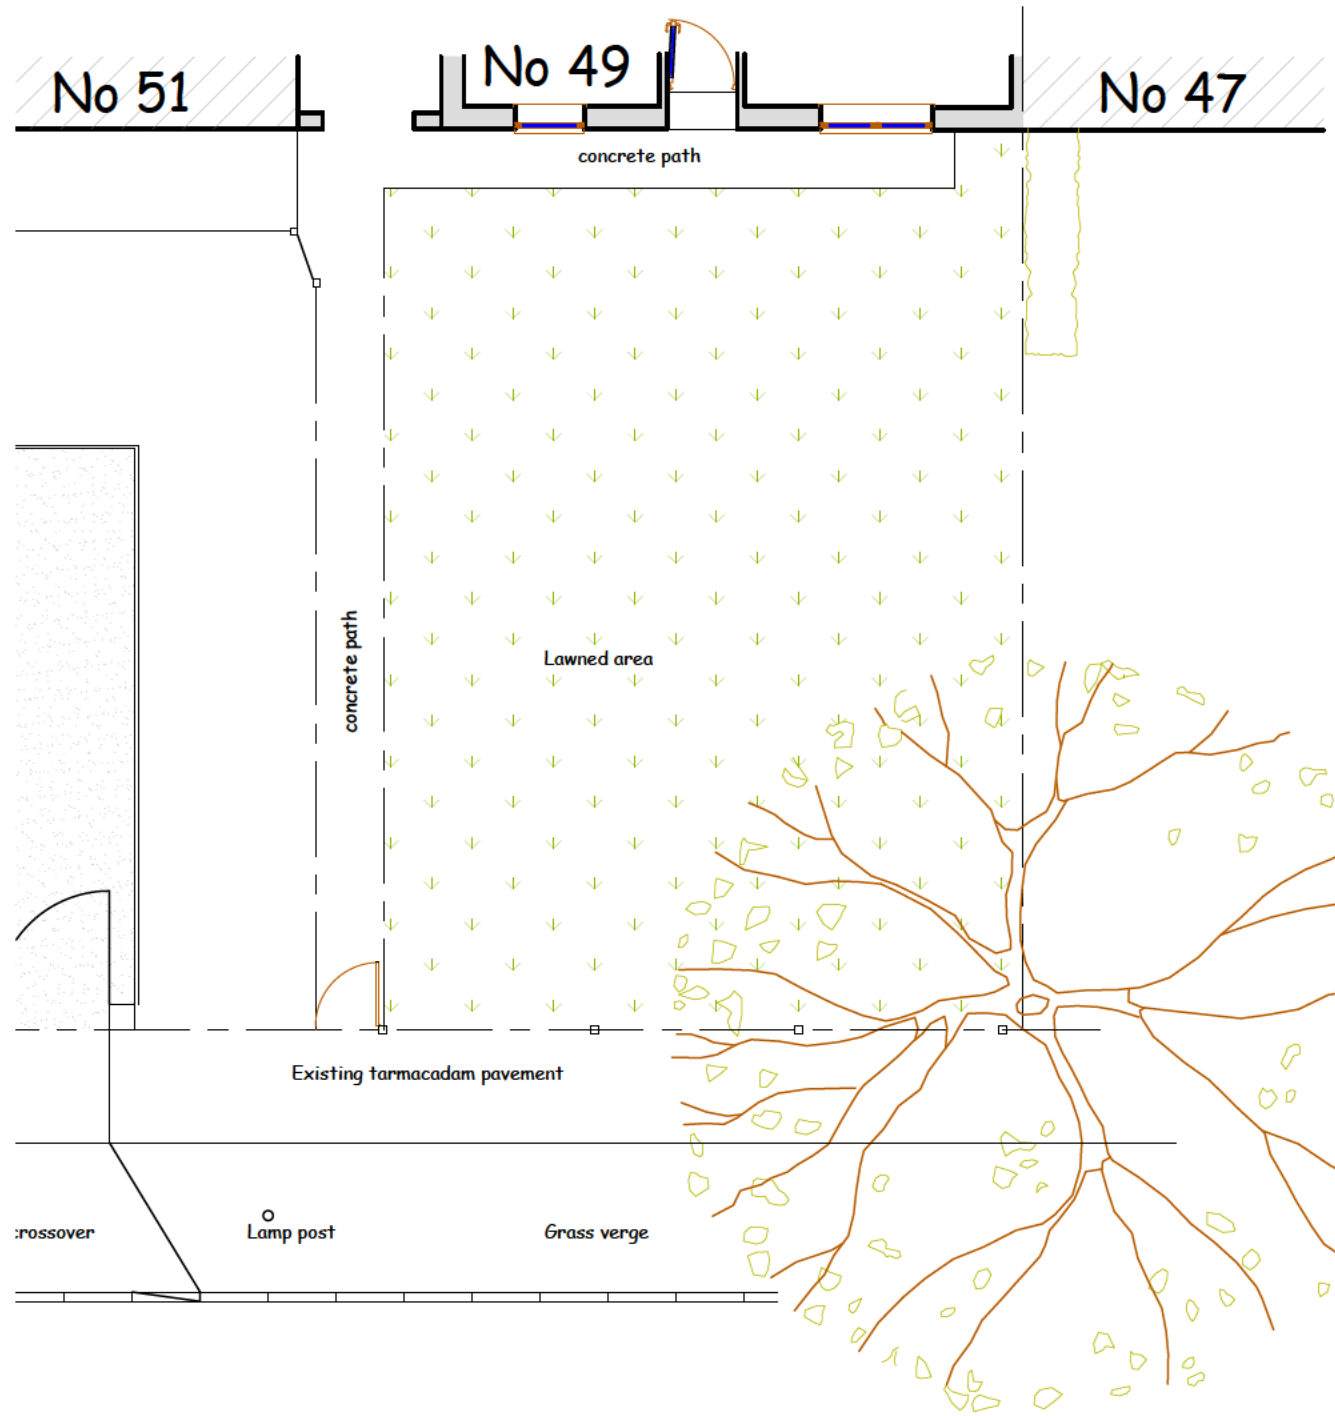 No 51
No 49
No 47
concrete path
concrete path
Lawned area
Existing tarmacadam pavement
crossover
Lamp post
Grass verge